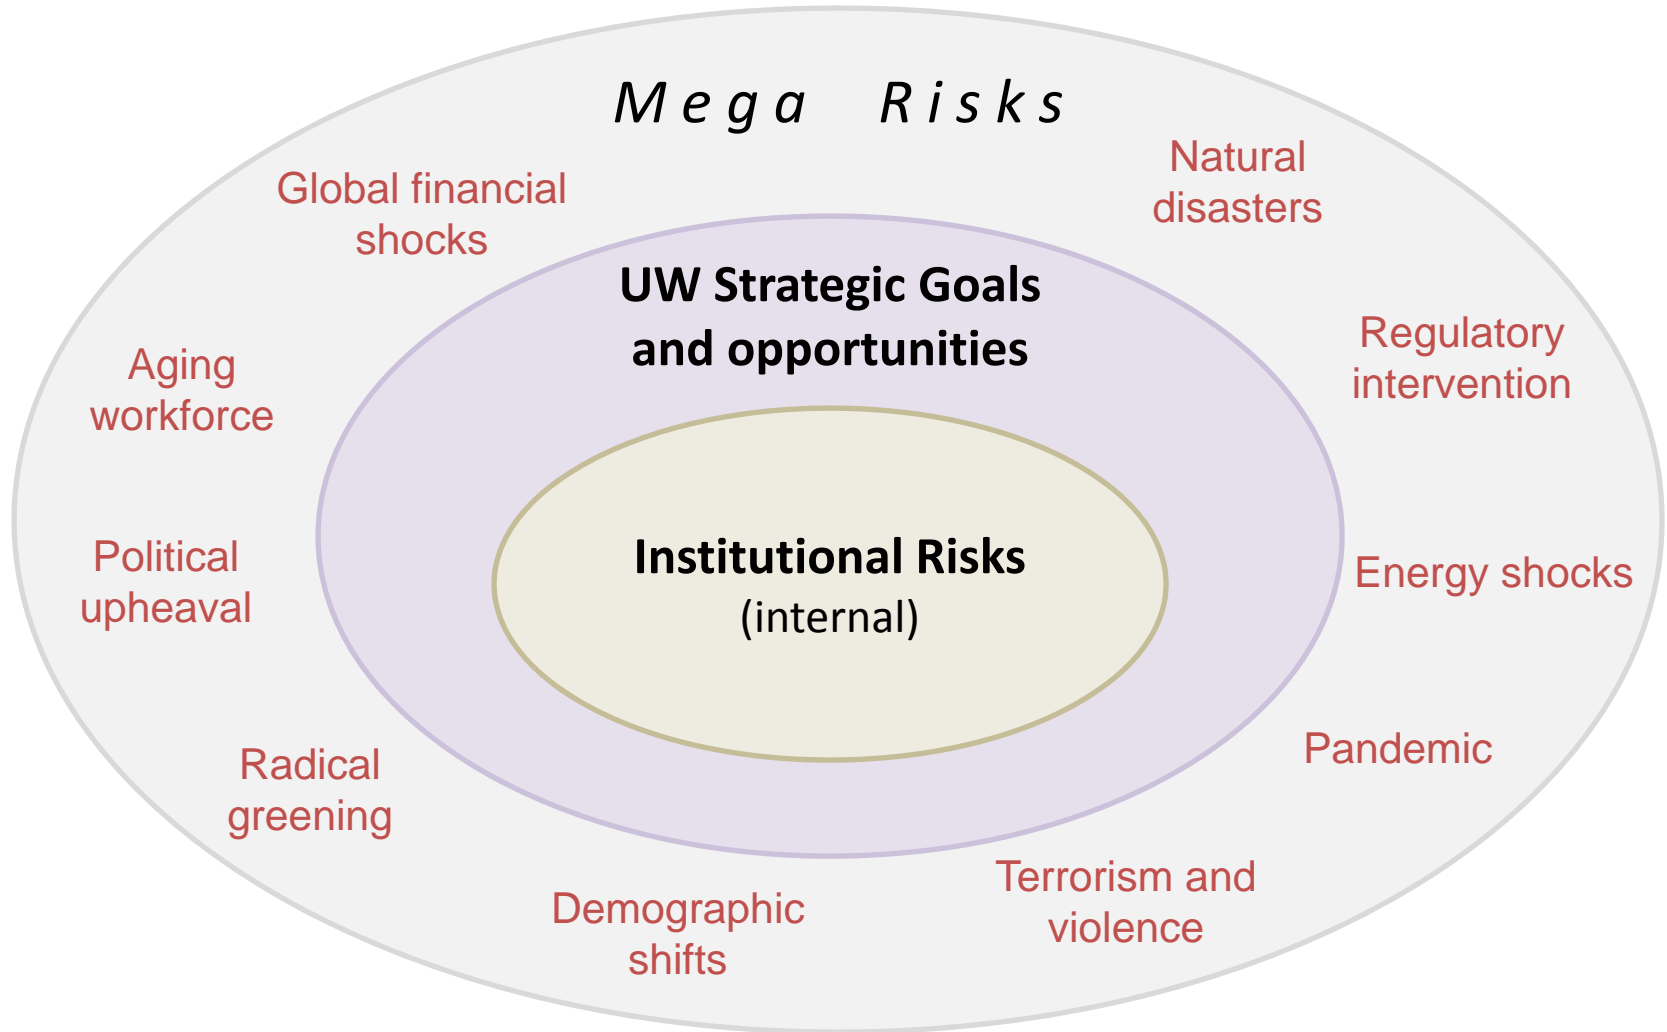 Mega Risks
Natural
disasters
Global financial
shocks
UW Strategic Goals
and opportunities
Regulatory
intervention
Aging
workforce
Institutional Risks
(internal)
Political
upheaval
Energy shocks
Radical
greening
Pandemic
Demographic
shifts
Terrorism and
violence